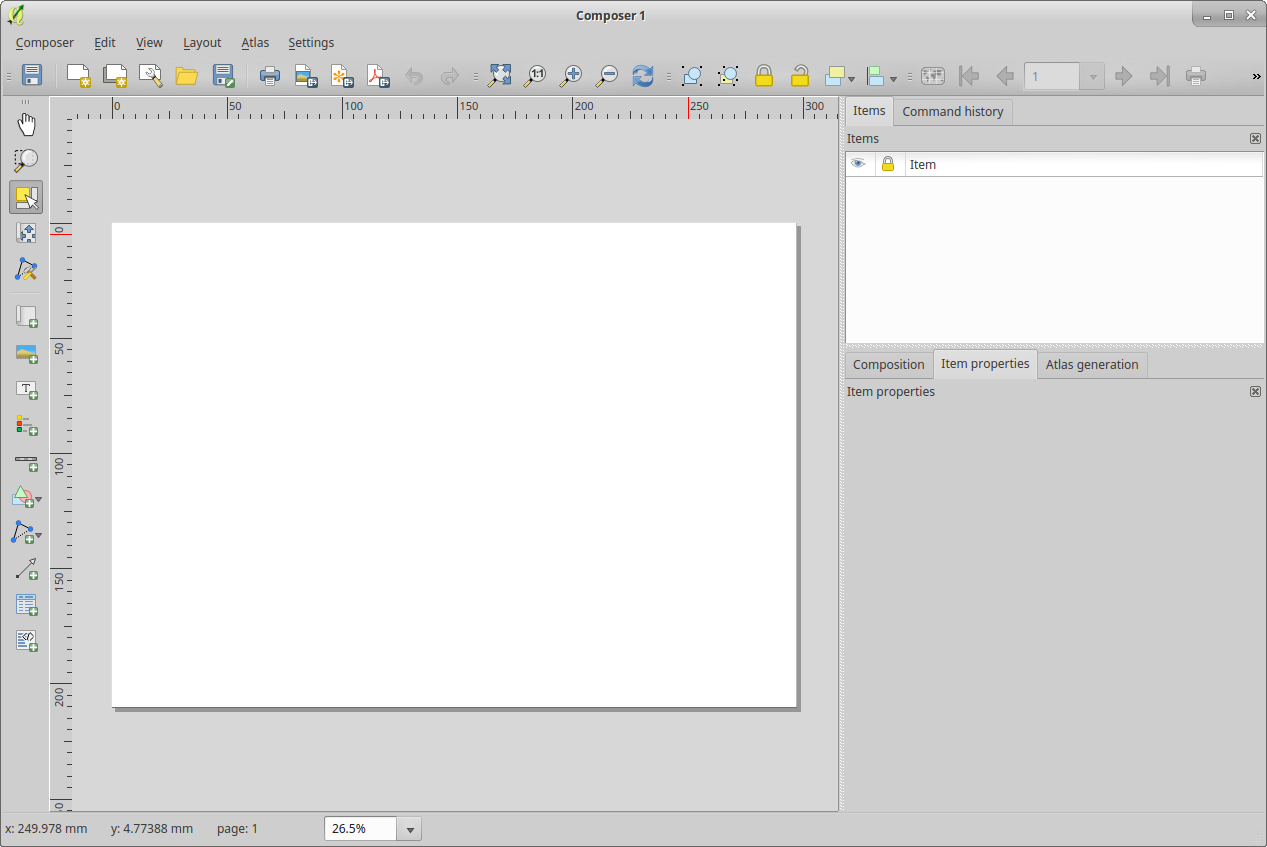 Composer 1
Composer Edit View Layout Atlas Settings
1:1 1
0 50 100 150 200 250 300
0
50
100
150
200
T
Items Command history
Items
Item
Composition Item properties Atlas generation
Item properties
x: 249.978 mm y: 4.77388 mm page: 1 26.5%